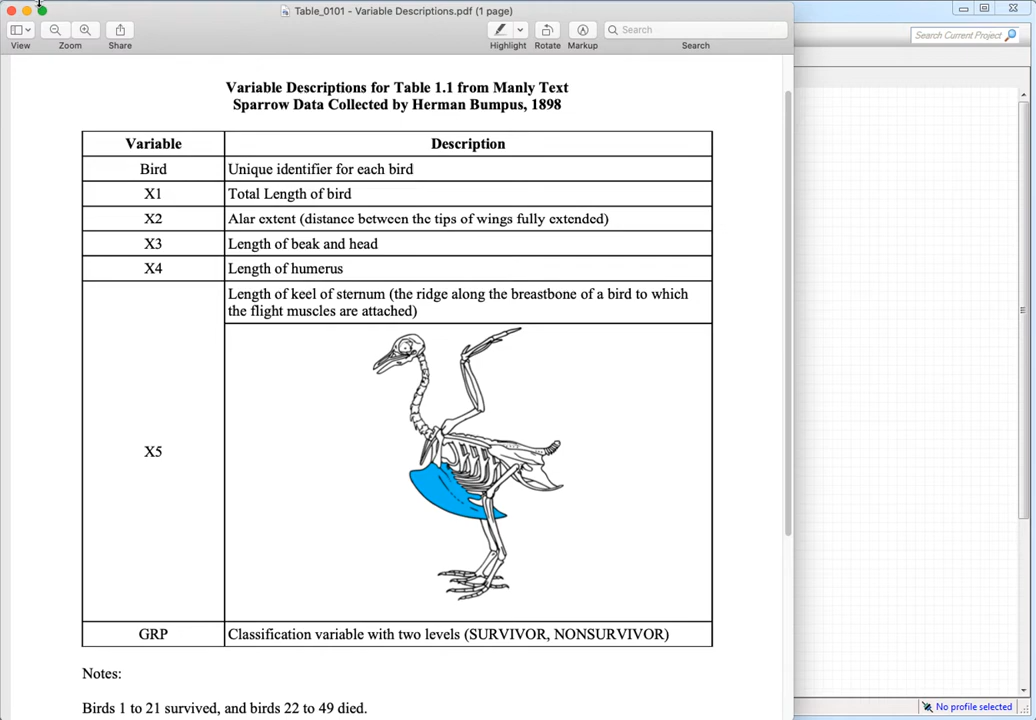 Table_0101 - Variable Descriptions.pdf (1 page)
View
Zoom
Share
Highlight
Rotate
Markup
Search
Search
Search Current Project
Variable Descriptions for Table 1.1 from Manly Text
Sparrow Data Collected by Herman Bumpus, 1898
Variable Description
Bird Unique identifier for each bird
X1 Total Length of bird
X2 Alar extent (distance between the tips of wings fully extended)
X3 Length of beak and head
X4 Length of humerus
X5 Length of keel of sternum (the ridge along the breastbone of a bird to which
the flight muscles are attached)
GRP Classification variable with two levels (SURVIVOR, NONSURVIVOR)
Notes:
Birds 1 to 21 survived, and birds 22 to 49 died.
No profile selected